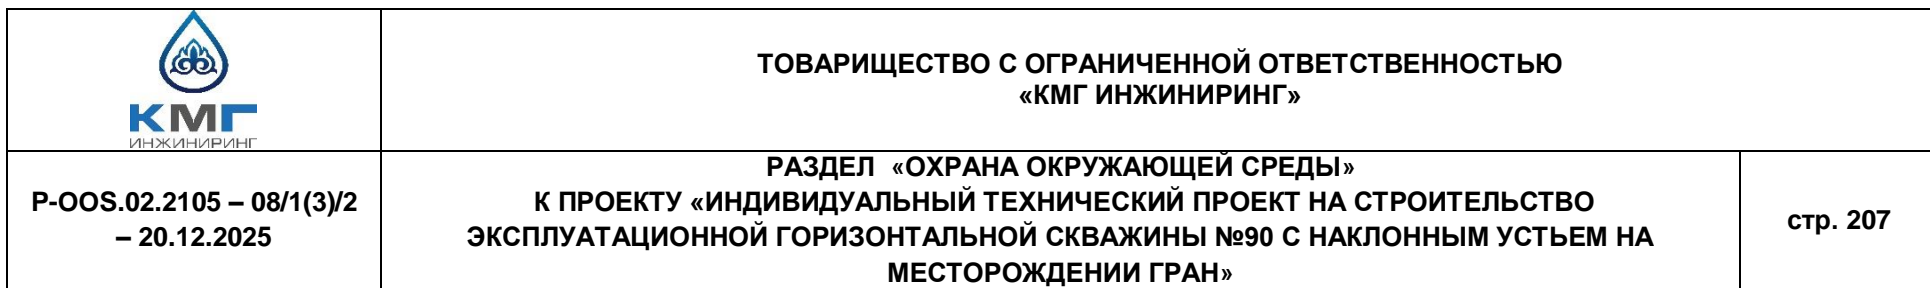 КМГ
ИНЖИНИРИНГ
ТОВАРИЩЕСТВО С ОГРАНИЧЕННОЙ ОТВЕТСТВЕННОСТЬЮ
«КМГ ИНЖИНИРИНГ»
P-OOS.02.2105 – 08/1(3)/2
– 20.12.2025
РАЗДЕЛ «ОХРАНА ОКРУЖАЮЩЕЙ СРЕДЫ»
К ПРОЕКТУ «ИНДИВИДУАЛЬНЫЙ ТЕХНИЧЕСКИЙ ПРОЕКТ НА СТРОИТЕЛЬСТВО
ЭКСПЛУАТАЦИОННОЙ ГОРИЗОНТАЛЬНОЙ СКВАЖИНЫ №90 С НАКЛОННЫМ УСТЬЕМ НА
МЕСТОРОЖДЕНИИ ГРАН»
стр. 207